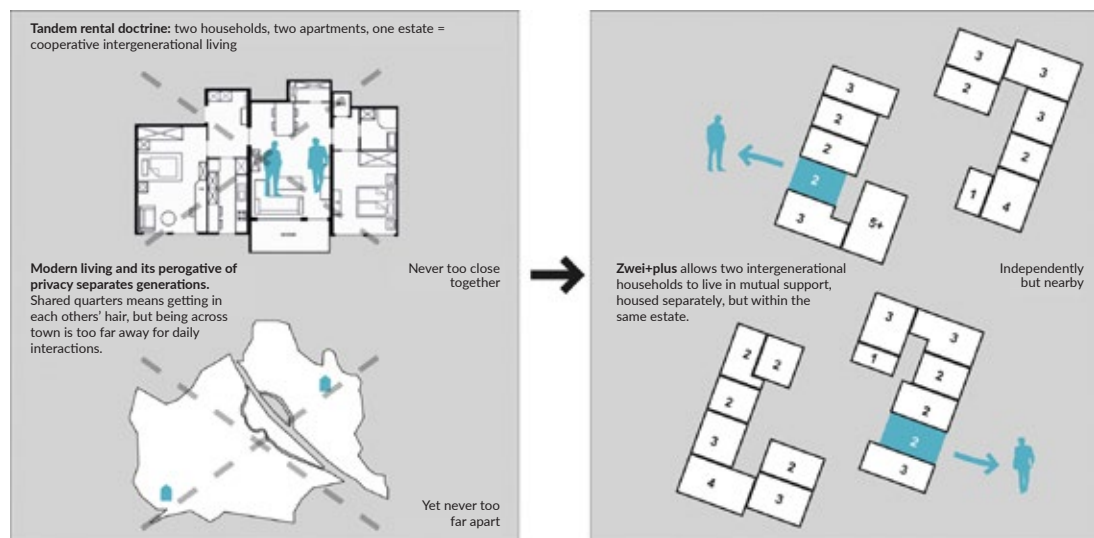 Tandem rental doctrine: two households, two apartments, one estate =
cooperative intergenerational living
Modern living and its perogative of
privacy separates generations.
Shared quarters means getting in
each others' hair, but being across
town is too far away for daily
interactions.
Never too close
together
Yet never too
far apart
3
2
2
2
3
5+
3
2
3
3
2
4
1
Zwei+plus allows two intergenerational
households to live in mutual support,
housed separately, but within the
same estate.
Independently
but nearby
2
2
2
3
4
2
3
3
1
3
2
2
2
3